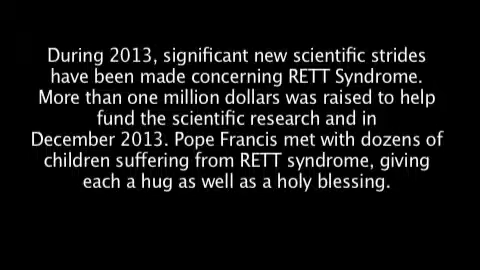 During 2013, significant new scientific strides
have been made concerning RETT Syndrome.
More than one million dollars was raised to help
fund the scientific research and in
December 2013. Pope Francis met with dozens of
children suffering from RETT syndrome, giving
each a hug as well as a holy blessing.